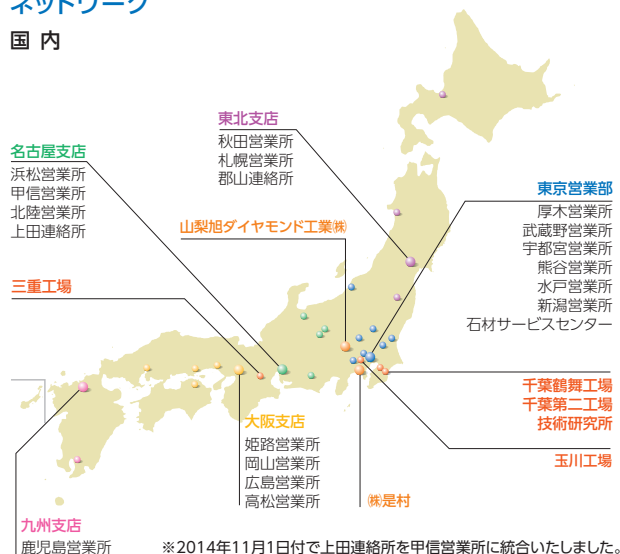 ネットワーク
国 内
東北支店
秋田営業所
札幌営業所
郡山連絡所
名古屋支店
浜松営業所
甲信営業所
北陸営業所
上田連絡所
山梨旭ダイヤモンド工業㈱
東京営業部
厚木営業所
武蔵野営業所
宇都宮営業所
熊谷営業所
水戸営業所
新潟営業所
石材サービスセンター
三重工場
千葉鶴舞工場
千葉第二工場
技術研究所
玉川工場
大阪支店
姫路営業所
岡山営業所
広島営業所
高松営業所
㈱是村
九州支店
鹿児島営業所
※2014年11月1日付で上田連絡所を甲信営業所に統合いたしました。